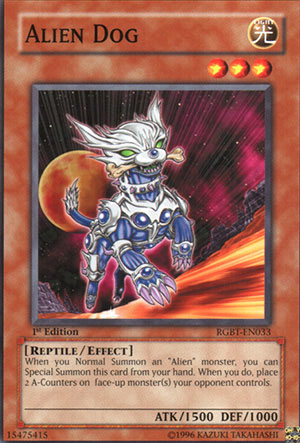 ALIEN DOG
LIGHT
光
1st Edition
RGBT-EN033
[REPTILE / EFFECT]
When you Normal Summon an "Alien" monster, you can
Special Summon this card from your hand. When you do, place
2 A-Counters on face-up monster(s) your opponent controls.
ATK/1500 DEF/1000
15475415
©1996 KAZUKI TAKAHASHI